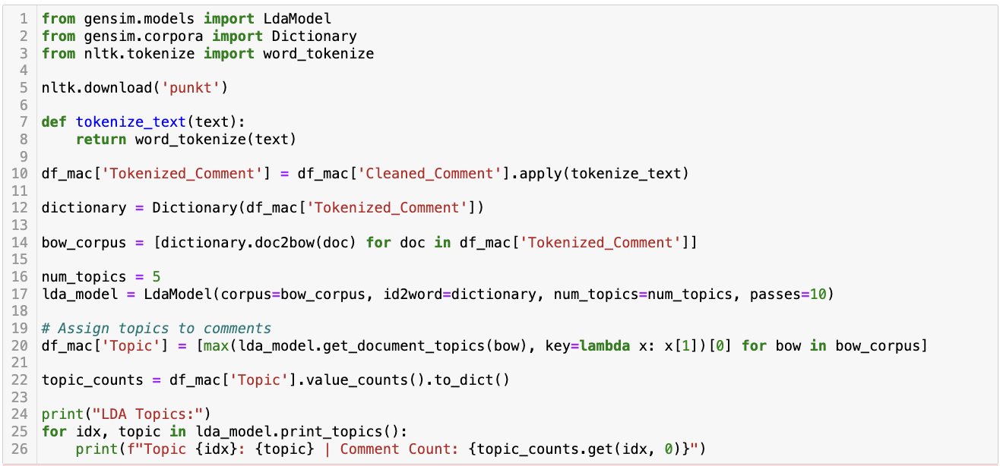 1 from gensim.models import LdaModel
2 from gensim.corpora import Dictionary
3 from nltk.tokenize import word_tokenize
4
5 nltk.download('punkt')
6
7 def tokenize_text(text):
8     return word_tokenize(text)
9
10 df_mac['Tokenized_Comment'] = df_mac['Cleaned_Comment'].apply(tokenize_text)
11
12 dictionary = Dictionary(df_mac['Tokenized_Comment'])
13
14 bow_corpus = [dictionary.doc2bow(doc) for doc in df_mac['Tokenized_Comment']]
15
16 num_topics = 5
17 lda_model = LdaModel(corpus=bow_corpus, id2word=dictionary, num_topics=num_topics, passes=10)
18
19 # Assign topics to comments
20 df_mac['Topic'] = [max(lda_model.get_document_topics(bow), key=lambda x: x[1])[0] for bow in bow_corpus]
21
22 topic_counts = df_mac['Topic'].value_counts().to_dict()
23
24 print("LDA Topics:")
25 for idx, topic in lda_model.print_topics():
26     print(f"Topic {idx}: {topic} | Comment Count: {topic_counts.get(idx, 0)}")